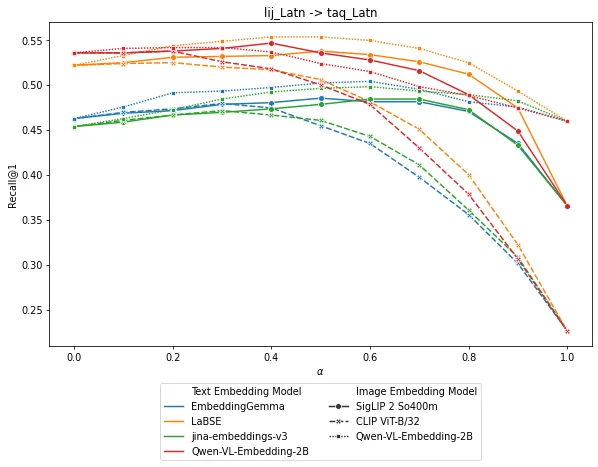 lij_Latn -> taq_Latn
Recall@1
0.55
0.50
0.45
0.40
0.35
0.30
0.25
0.0
0.2
0.4
0.6
0.8
1.0
α
Text Embedding Model
EmbeddingGemma
LaBSE
jina-embeddings-v3
Qwen-VL-Embedding-2B
Image Embedding Model
SigLIP 2 So400m
CLIP ViT-B/32
Qwen-VL-Embedding-2B